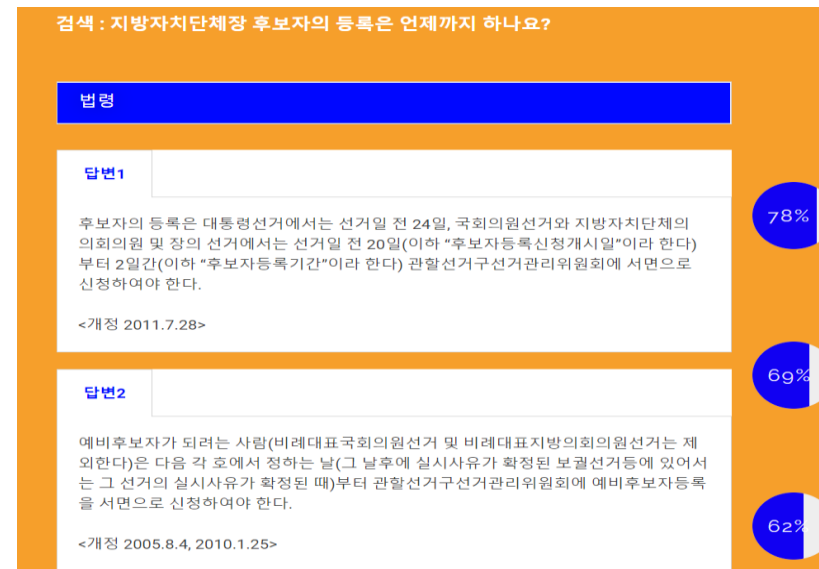 검색 : 지방자치단체장 후보자의 등록은 언제까지 하나요?
법령
답변1
후보자의 등록은 대통령선거에서는 선거일 전 24일, 국회의원선거와 지방자치단체의
의회의원 및 장의 선거에서는 선거일 전 20일(이하 “후보자등록신청개시일”이라 한다)
부터 2일간(이하 “후보자등록기간”이라 한다) 관할선거구선거관리위원회에 서면으로
신청하여야 한다.
<개정 2011.7.28>
78%
69%
답변2
예비후보자가 되려는 사람(비례대표국회의원선거 및 비례대표지방의회의원선거는 제
외한다)은 다음 각 호에서 정하는 날(그 날후에 실시사유가 확정된 보궐선거등에 있어서
는 그 선거의 실시사유가 확정된 때)부터 관할선거구선거관리위원회에 예비후보자등록
을 서면으로 신청하여야 한다.
<개정 2005.8.4, 2010.1.25>
62%